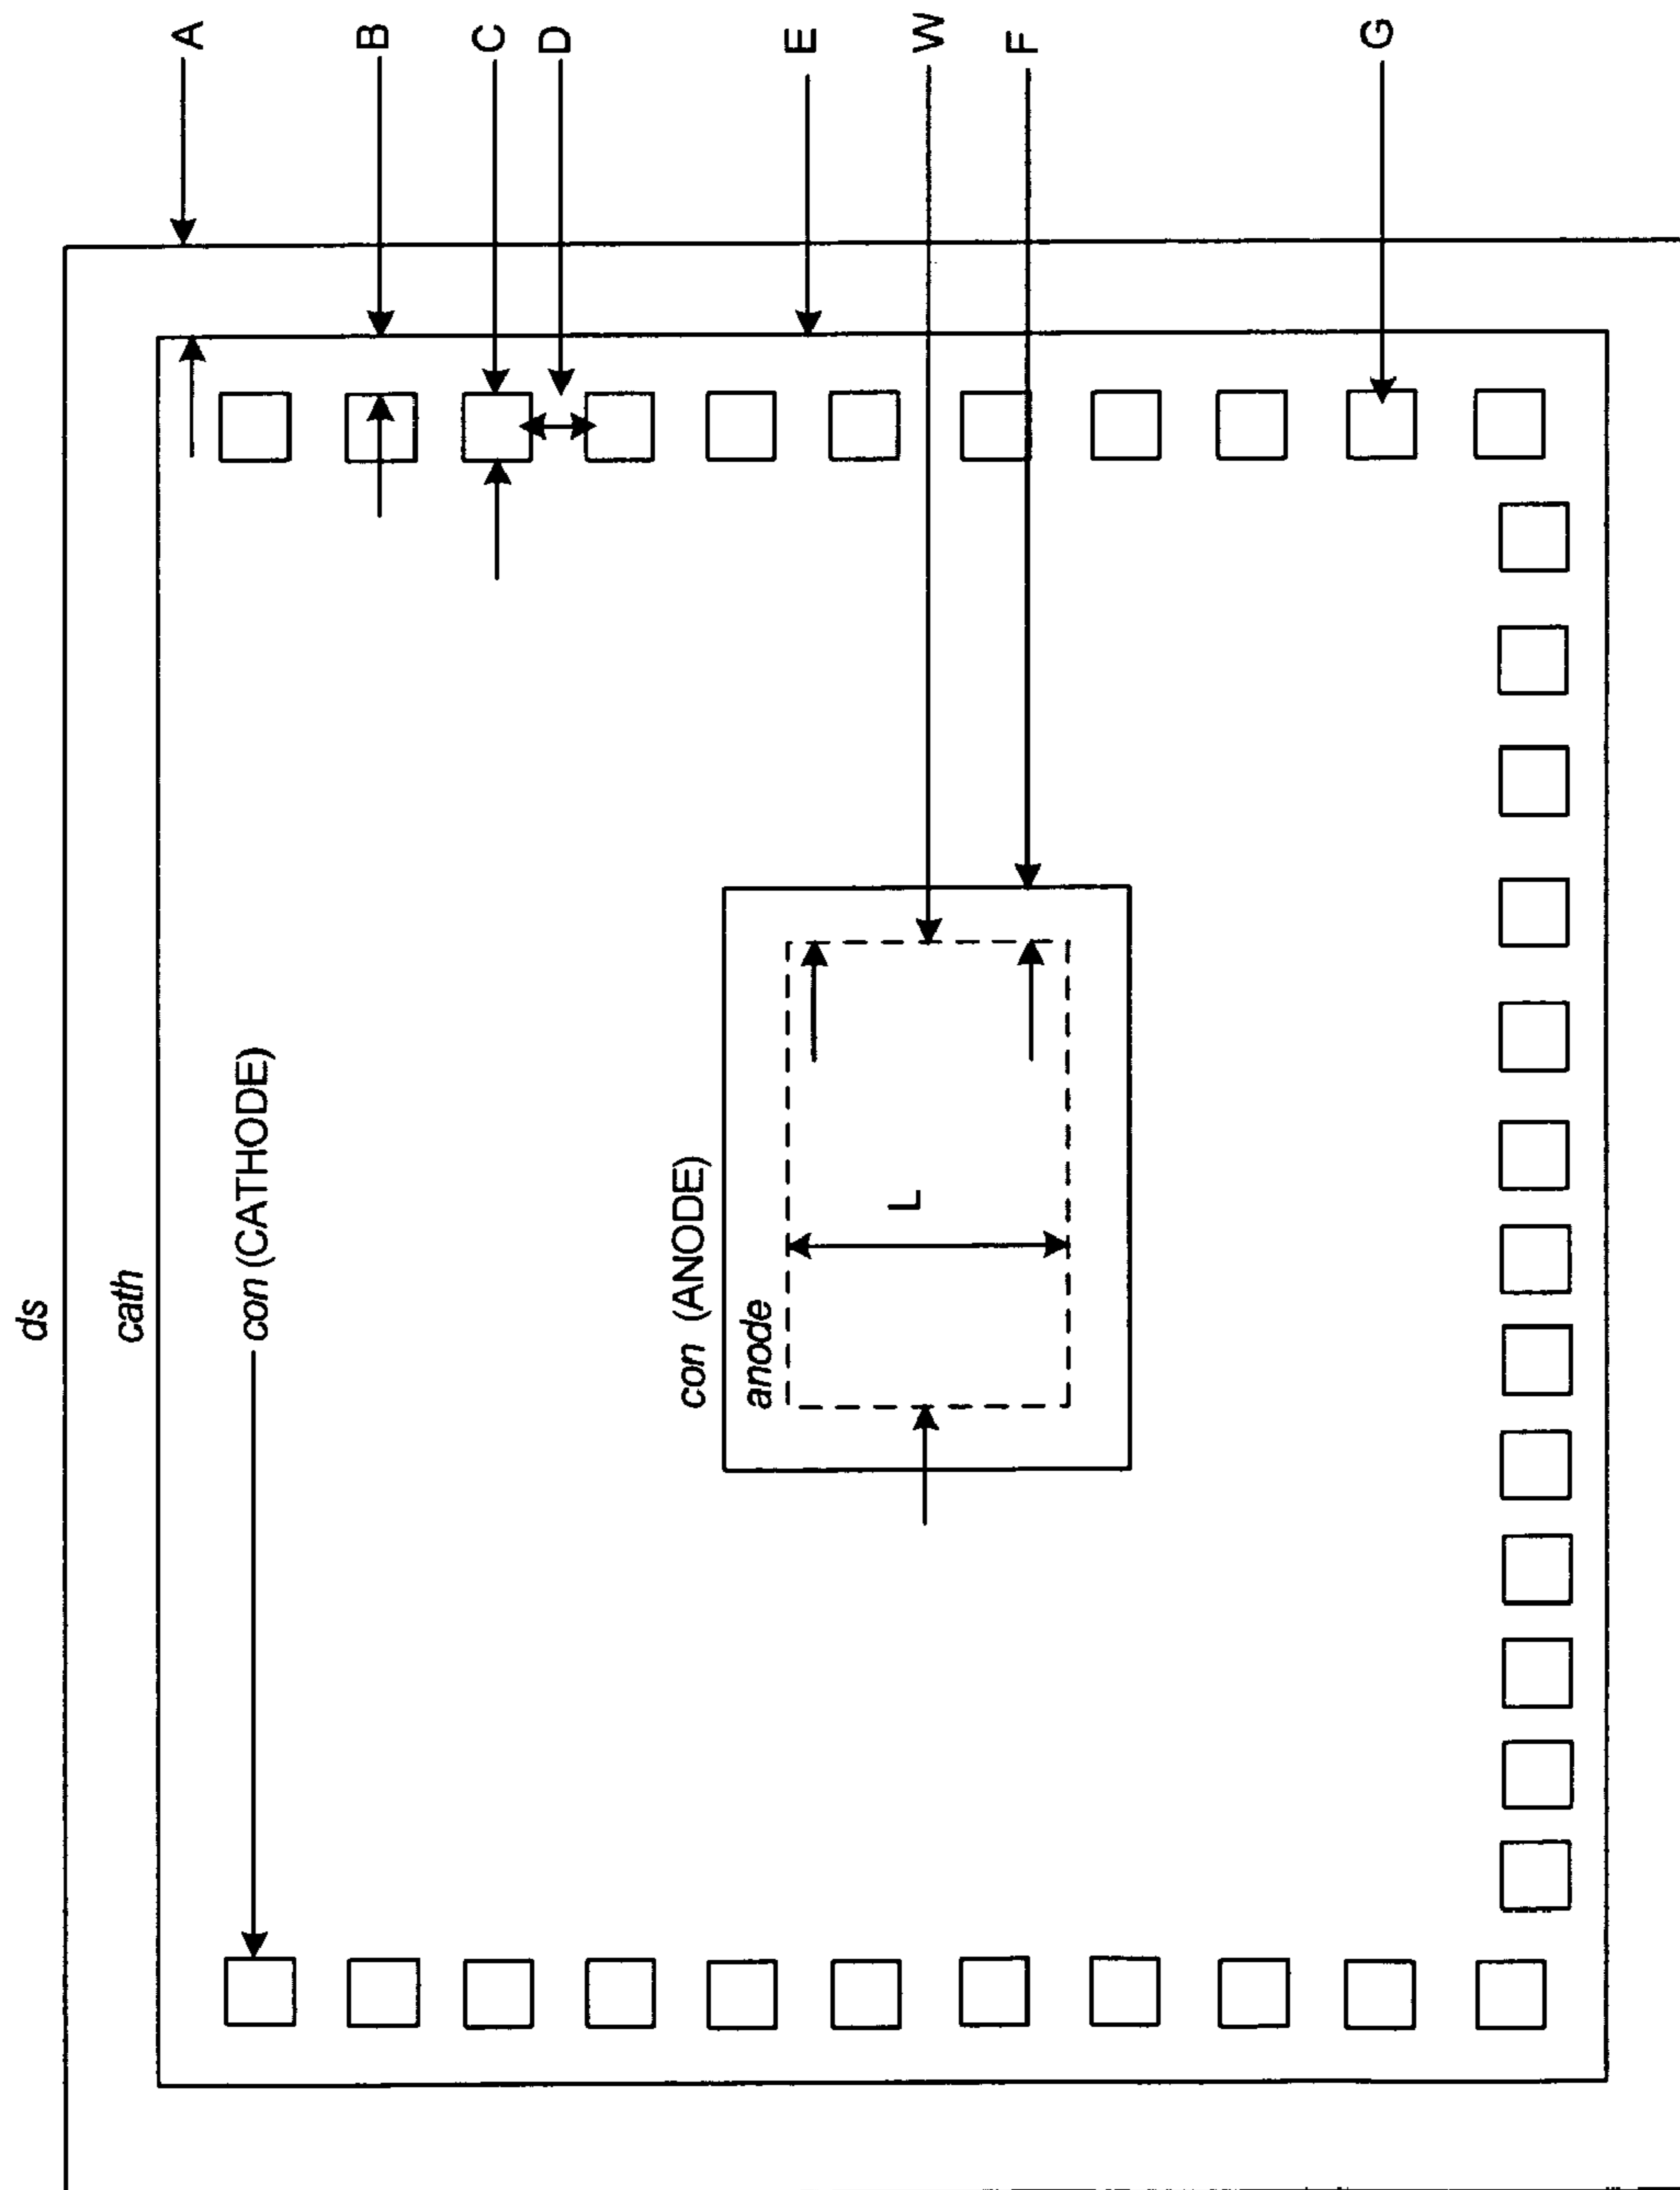 A
B
C
D
E
W
F
G
ds
cath
con (CATHODE)
con (ANODE)
anode
L